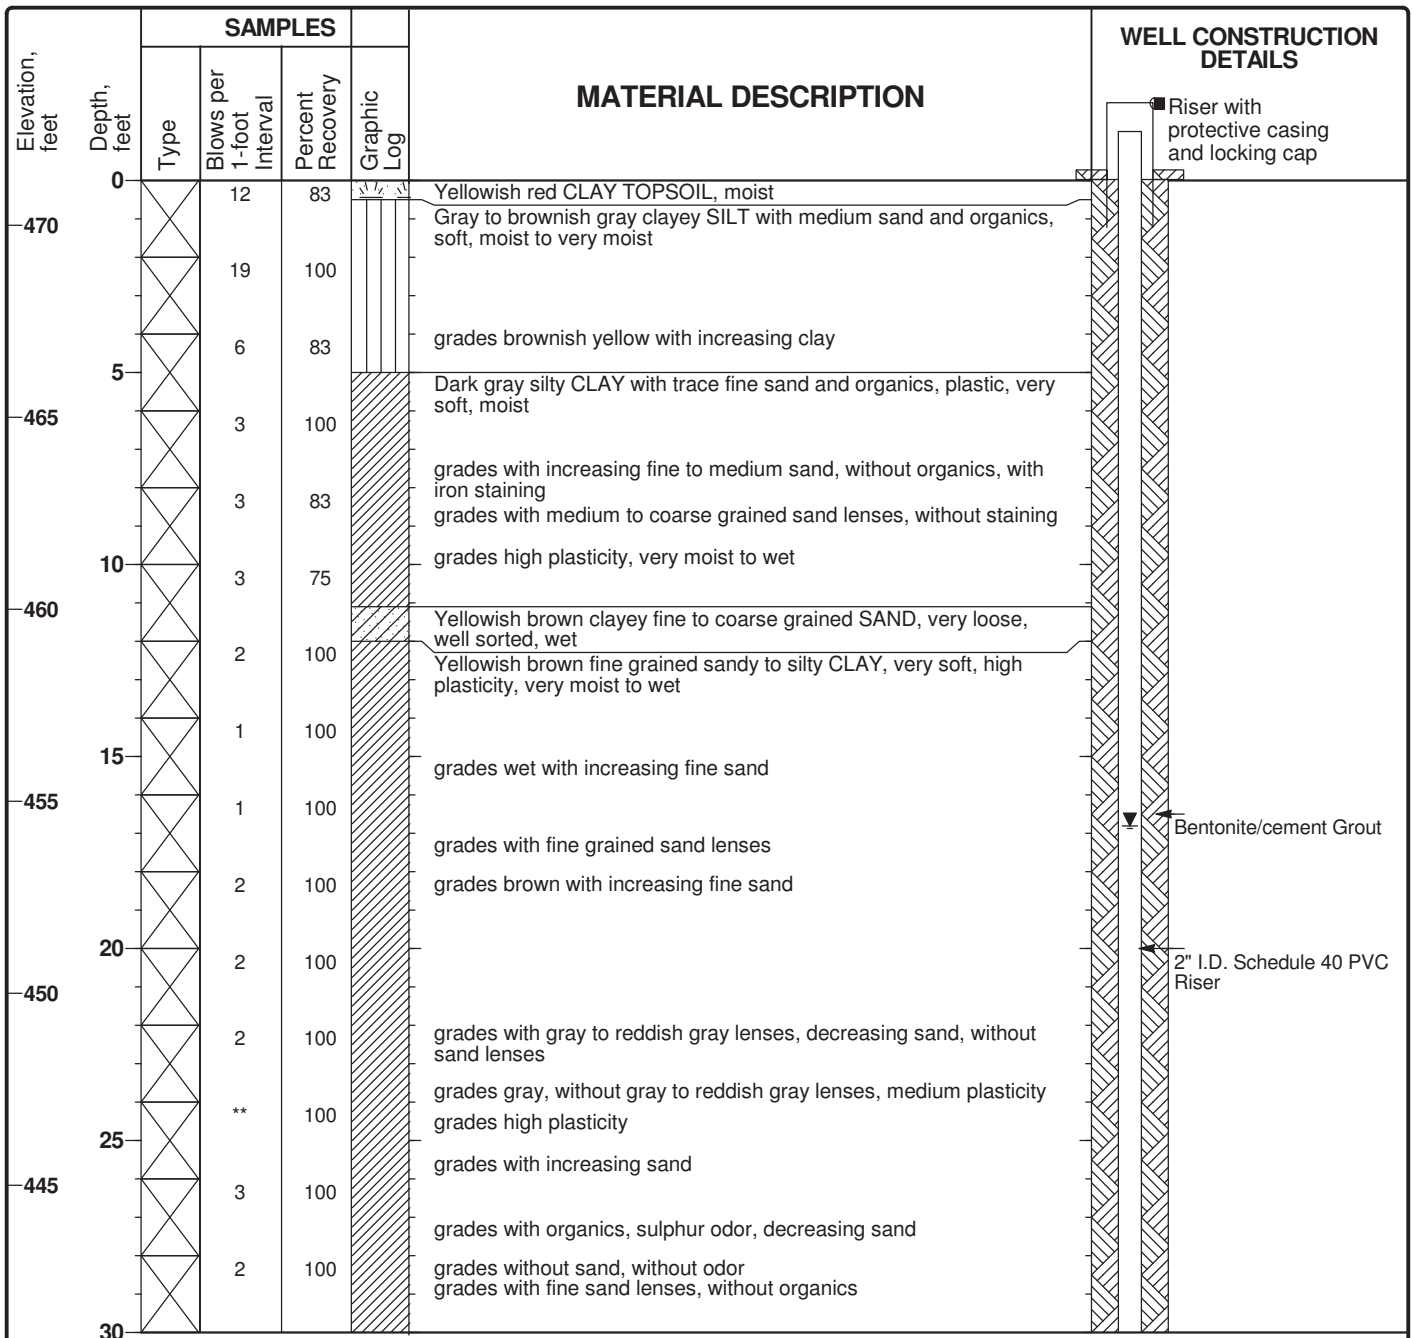 SAMPLES
Elevation,
feet
Depth,
feet
Type
Blows per
1-foot
Interval
Percent
Recovery
Graphic
Log
MATERIAL DESCRIPTION
WELL CONSTRUCTION
DETAILS
Riser with
protective casing
and locking cap
0
12 83 Yellowish red CLAY TOPSOIL, moist
470
Gray to brownish gray clayey SILT with medium sand and organics,
soft, moist to very moist
19 100
6 83 grades brownish yellow with increasing clay
5
Dark gray silty CLAY with trace fine sand and organics, plastic, very
soft, moist
465
3 100
grades with increasing fine to medium sand, without organics, with
iron staining
3 83
grades with medium to coarse grained sand lenses, without staining
10
grades high plasticity, very moist to wet
3 75
460
Yellowish brown clayey fine to coarse grained SAND, very loose,
well sorted, wet
2 100
Yellowish brown fine grained sandy to silty CLAY, very soft, high
plasticity, very moist to wet
1 100
15
grades wet with increasing fine sand
455
1 100
Bentonite/cement Grout
grades with fine grained sand lenses
2 100 grades brown with increasing fine sand
20
2 100
2" I.D. Schedule 40 PVC
Riser
450
2 100 grades with gray to reddish gray lenses, decreasing sand, without
sand lenses
grades gray, without gray to reddish gray lenses, medium plasticity
** 100
grades high plasticity
25
grades with increasing sand
445
3 100
grades with organics, sulphur odor, decreasing sand
2 100 grades without sand, without odor
grades with fine sand lenses, without organics
30